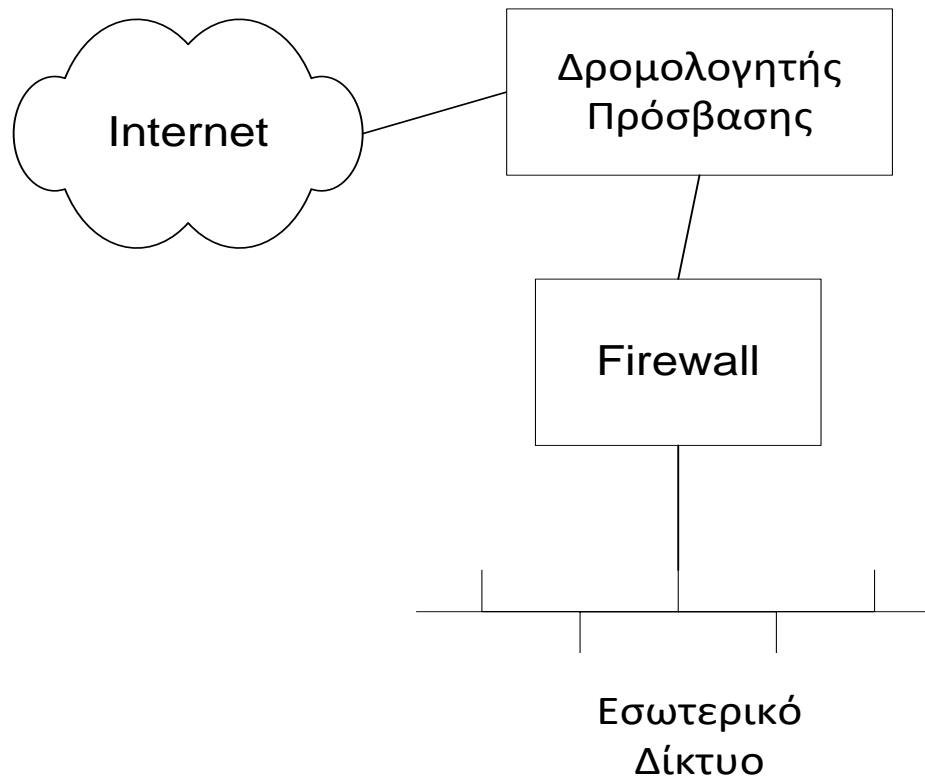 Internet
Δρομολογητής
Πρόσβασης
Firewall
Εσωτερικό
Δίκτυο